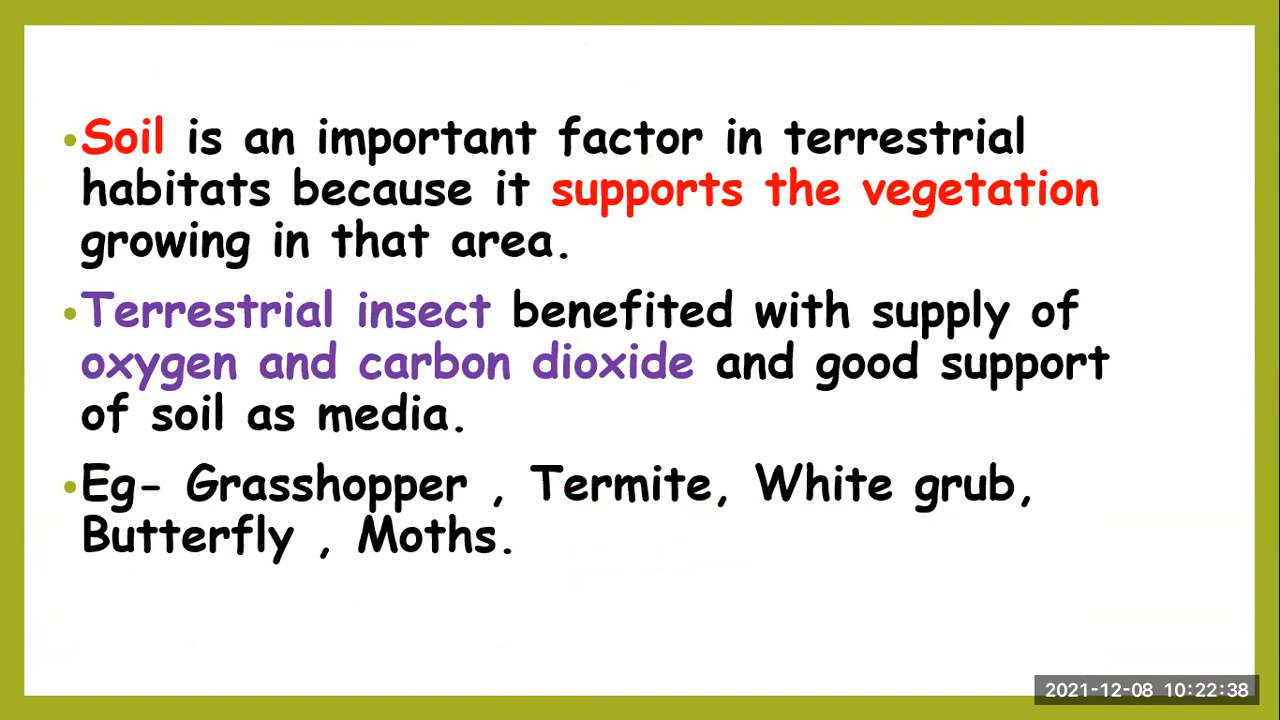 •Soil is an important factor in terrestrial
habitats because it supports the vegetation
growing in that area.
•Terrestrial insect benefited with supply of
oxygen and carbon dioxide and good support
of soil as media.
•Eg- Grasshopper , Termite, White grub,
Butterfly , Moths.
2021-12-08 10:22:38